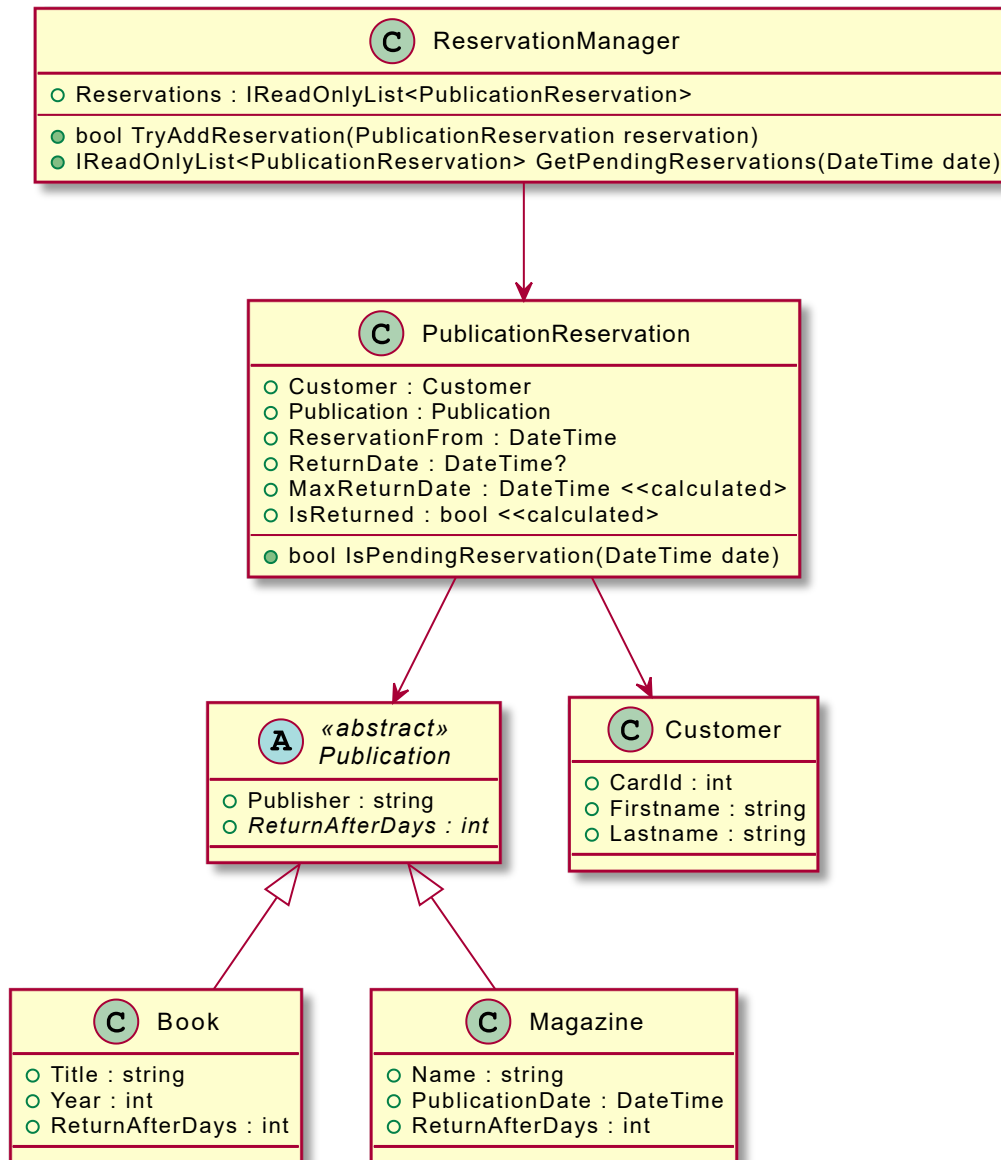 C ReservationManager
Reservations : IReadOnlyList<PublicationReservation>
bool TryAddReservation(PublicationReservation reservation)
IReadOnlyList<PublicationReservation> GetPendingReservations(DateTime date)
C PublicationReservation
Customer : Customer
Publication : Publication
ReservationFrom : DateTime
ReturnDate : DateTime?
MaxReturnDate : DateTime <<calculated>
IsReturned : bool <<calculated>
bool IsPendingReservation(DateTime date)
A «abstract»
Publication
Publisher : string
ReturnAfterDays : int
C Customer
CardId : int
Firstname : string
Lastname : string
C Book
Title : string
Year : int
ReturnAfterDays : int
C Magazine
Name : string
PublicationDate : DateTime
ReturnAfterDays : int